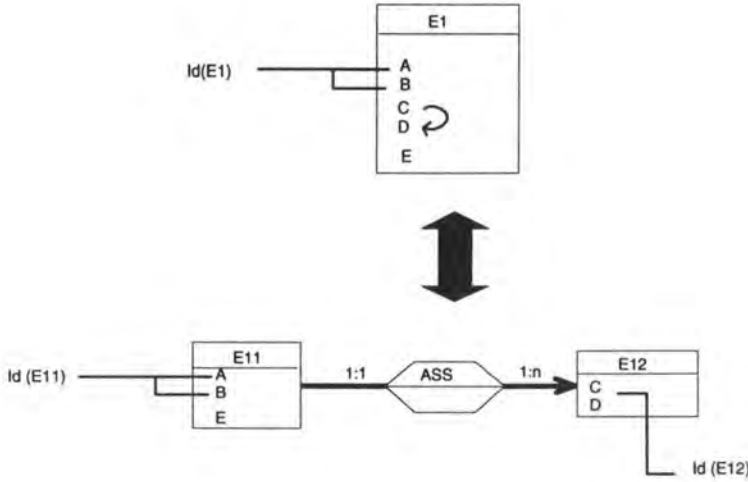 E1
Id(E1)
A
B
C
D
E
E11
Id (E11)
A
B
E
1:1
ASS
1:n
E12
C
D
Id (E12)